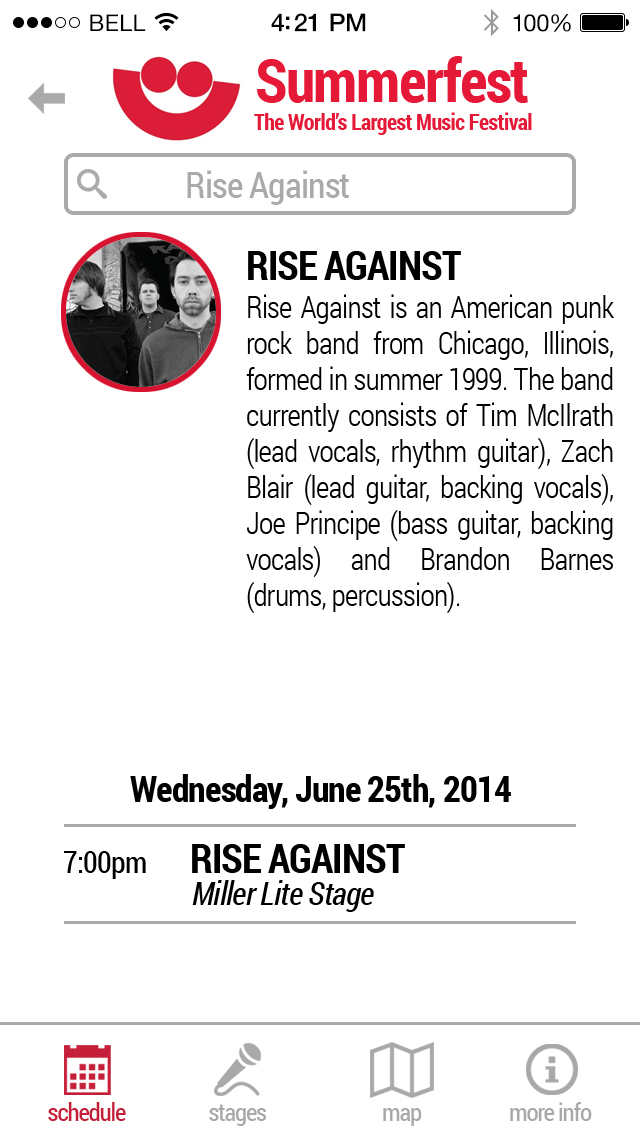 BELL 4:21 PM 100%
Summerfest
The World's Largest Music Festival
Rise Against
RISE AGAINST
Rise Against is an American punk
rock band from Chicago, Illinois,
formed in summer 1999. The band
currently consists of Tim McIlrath
(lead vocals, rhythm guitar), Zach
Blair (lead guitar, backing vocals),
Joe Principe (bass guitar, backing
vocals) and Brandon Barnes
(drums, percussion).
Wednesday, June 25th, 2014
7:00pm RISE AGAINST
Miller Lite Stage
schedule stages map more info